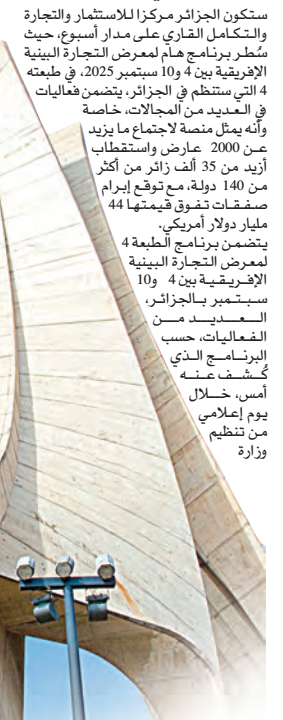 ستكون الجزائر مركزا للاستثمار والتجارة
والتكامل القاري على مدار أسبوع، حيث
سُطر برنامج هام لمعرض التجارة البينية
الإفريقية بين 4 و10 سبتمبر 2025، في طبعته
4 التي ستنظم في الجزائر، يتضمن فعاليات
في العديد من المجالات، خاصة
وأنه يمثل منصة لاجتماع ما يزيد
عن 2000 عارض واستقطاب
أزيد من 35 ألف زائر من أكثر
من 140 دولة، مع توقع إبرام
صفقات تفوق قيمتها 44
مليار دولار أمريكي.
يتضمن برنامج الطبعة 4
لمعرض التجارة البينية
الإفريقية بين 4 و10
سبتمبر بالجزائر،
العديد من
الفعاليات، حسب
البرنامج الذي
كُشف عنه
أمس، خلال
يوم إعلامي
من تنظيم
وزارة